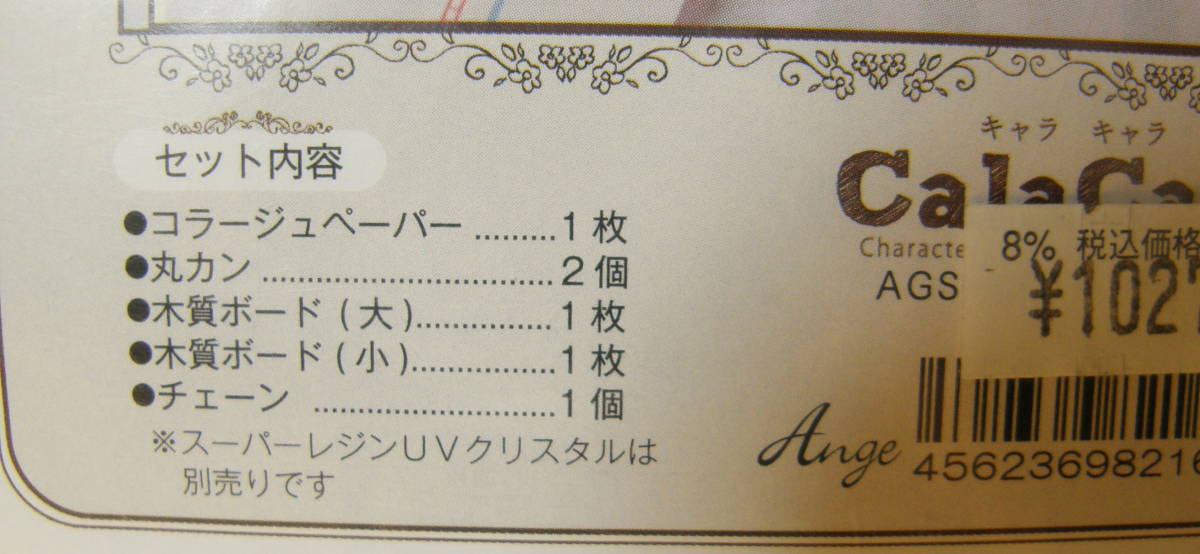 セット内容
●コラージュペーパー .........1枚
●丸カン ................................2個
●木質ボード (大)...............1枚
●木質ボード (小)................1枚
●チェーン ...........................1個
※スーパーレジンUVクリスタルは
別売りです
キャラ キャラ
CalaCa
Characte
AGS
8% 税込価格
¥102
Ange
45623698216